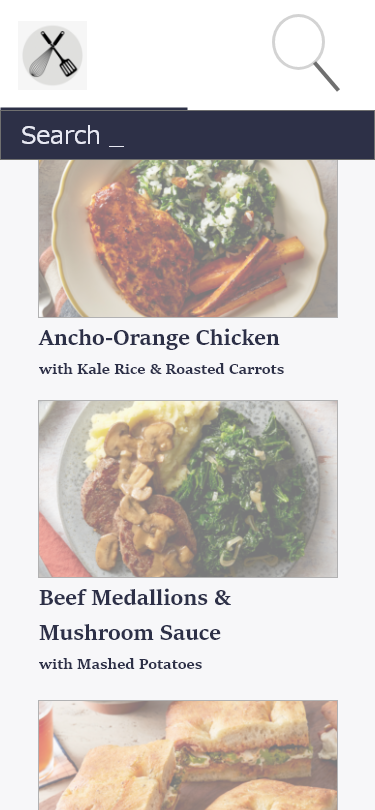 Search _
Ancho-Orange Chicken
with Kale Rice & Roasted Carrots
Beef Medallions &
Mushroom Sauce
with Mashed Potatoes